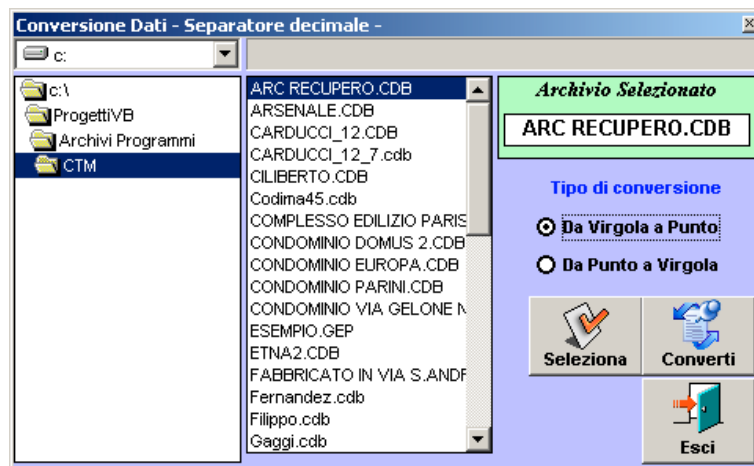 Conversione Dati - Separatore decimale -
c:
c:\
ProgettiVB
Archivi Programmi
CTM
ARC RECUPERO.CDB
ARSENALE.CDB
CARDUCCI_12.CDB
CARDUCCI_12_7.cdb
CILIBERTO.CDB
Codima45.cdb
COMPLESSO EDILIZIO PARIS
CONDOMINIO DOMUS 2.CDB
CONDOMINIO EUROPA.CDB
CONDOMINIO PARINI.CDB
CONDOMINIO VIA GELONE N
ESEMPIO.GEP
ETNA2.CDB
FABBRICATO IN VIA S.ANDR
Fernandez.cdb
Filippo.cdb
Gaggi.cdb
Archivio Selezionato
ARC RECUPERO.CDB
Tipo di conversione
Da Virgola a Punto
Da Punto a Virgola
Seleziona
Converti
Esci